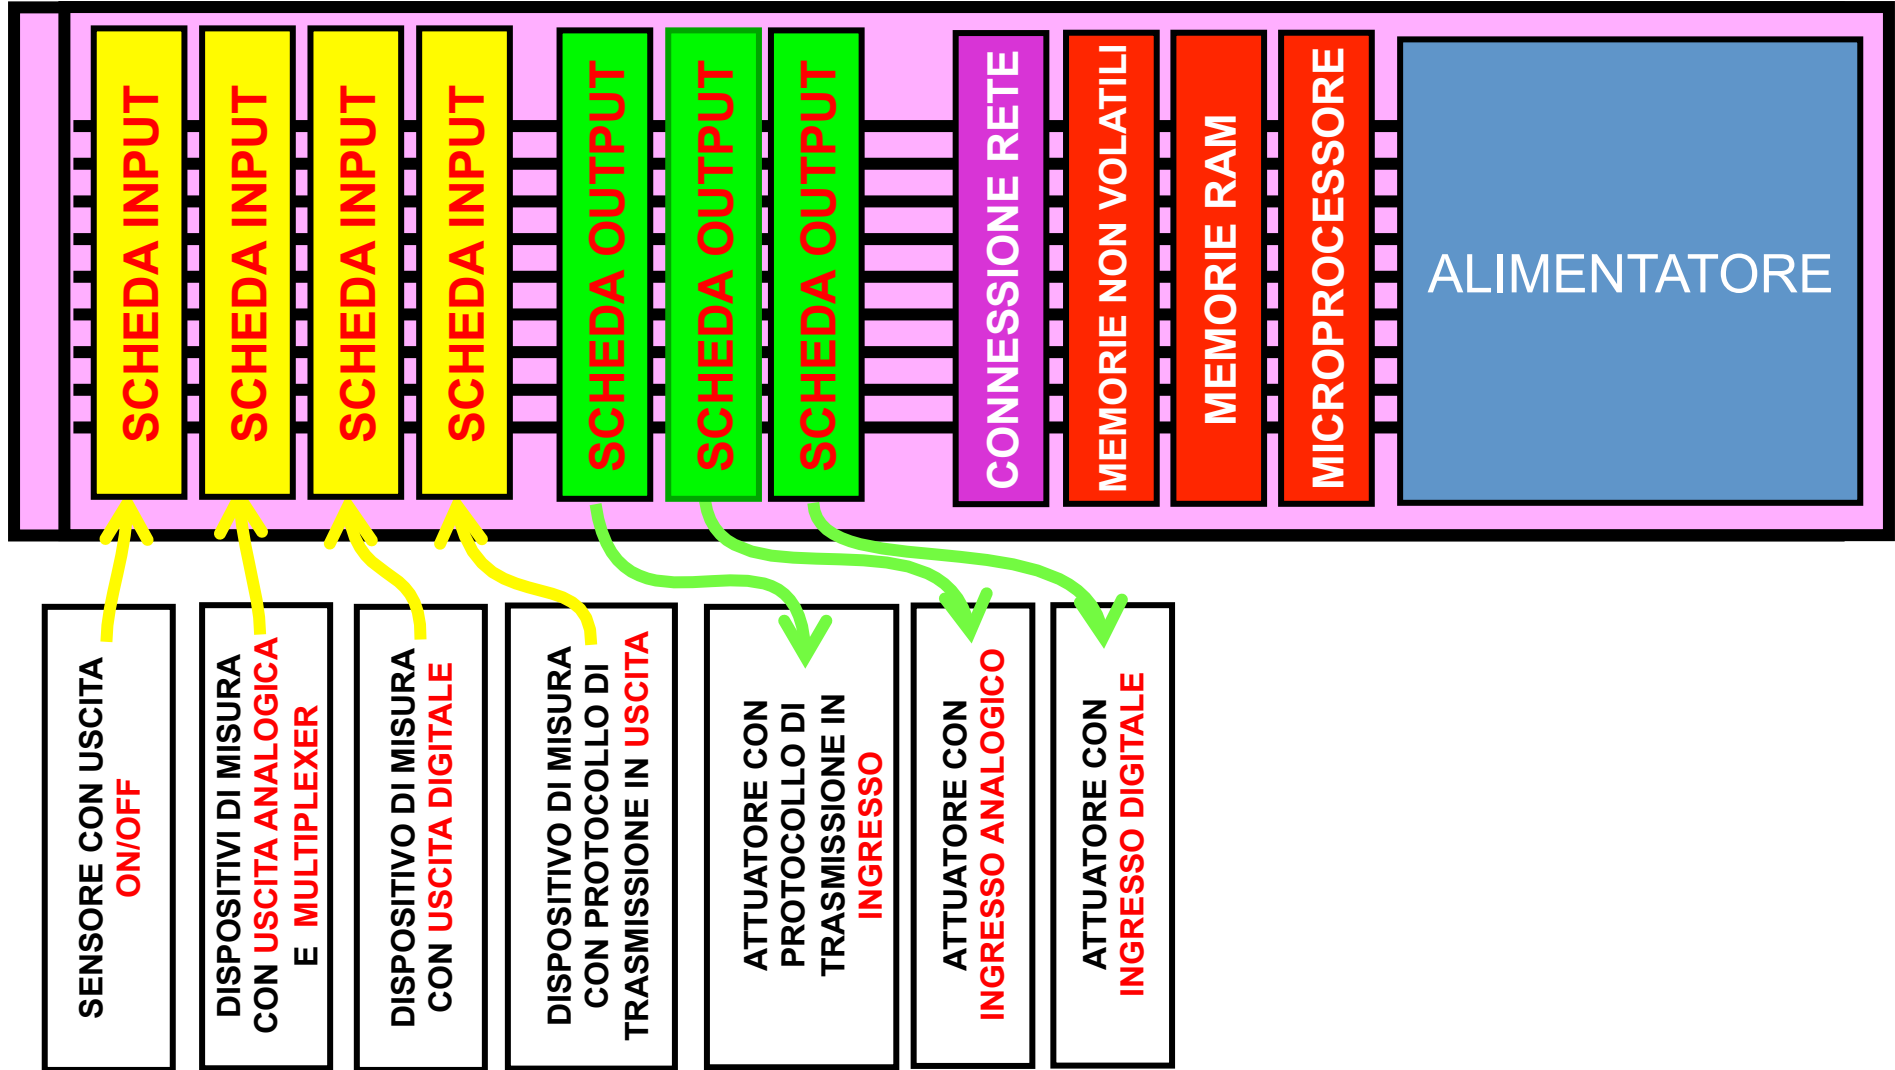 SCHEDA INPUT
SCHEDA INPUT
SCHEDA INPUT
SCHEDA INPUT
SCHEDA OUTPUT
SCHEDA OUTPUT
SCHEDA OUTPUT
CONNESSIONE RETE
MEMORIE NON VOLATILI
MEMORIE RAM
MICROPROCESSORE
ALIMENTATORE
SENSORE CON USCITA
ON/OFF
DISPOSITIVI DI MISURA
CON USCITA ANALOGICA
E MULTIPLEXER
DISPOSITIVO DI MISURA
CON USCITA DIGITALE
DISPOSITIVO DI MISURA
CON PROTOCOLLO DI
TRASMISSIONE IN USCITA
ATTUATORE CON
PROTOCOLLO DI
TRASMISSIONE IN
INGRESSO
ATTUATORE CON
INGRESSO ANALOGICO
ATTUATORE CON
INGRESSO DIGITALE